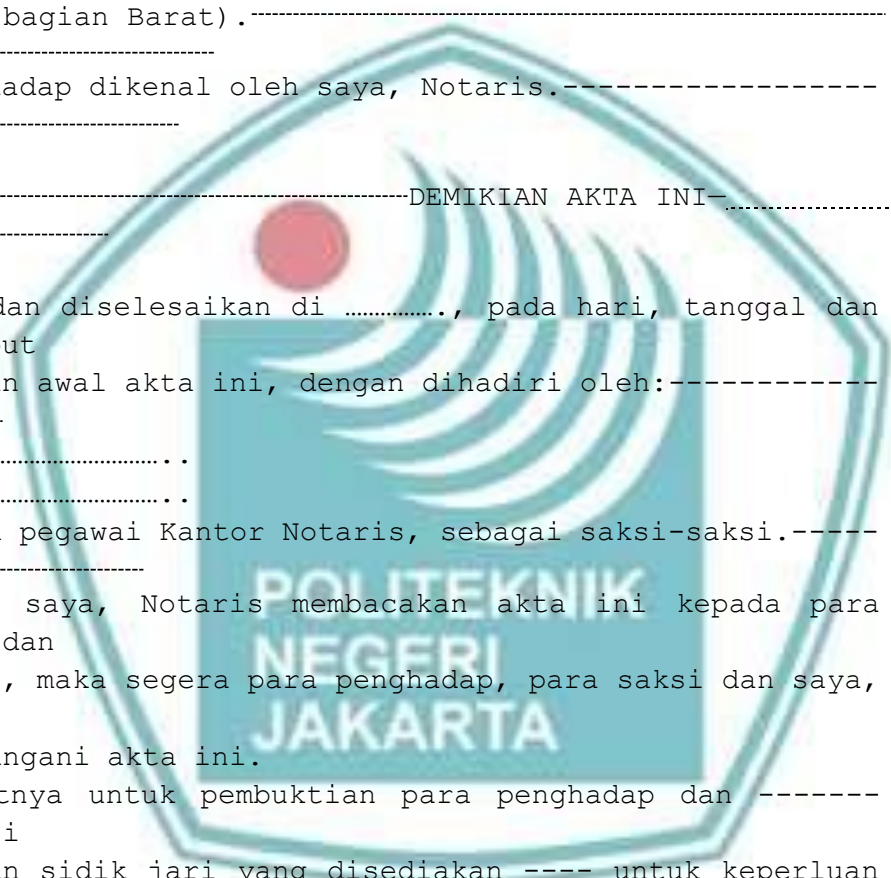 bagian Barat).------------------
adap dikenal oleh saya, Notaris.------------------
------------------DEMIKIAN AKTA INI—..................
dan diselesaikan di ……………., pada hari, tanggal dan
ut
n awal akta ini, dengan dihadiri oleh:------------
-
………………………..
………………………..
pegawai Kantor Notaris, sebagai saksi-saksi.-----
saya, Notaris membacakan akta ini kepada para
dan
, maka segera para penghadap, para saksi dan saya,
ngani akta ini.
tnya untuk pembuktian para penghadap dan -------
i
n sidik jari yang disediakan ---- untuk keperluan
POLITEKNIK
NEGERI
JAKARTA